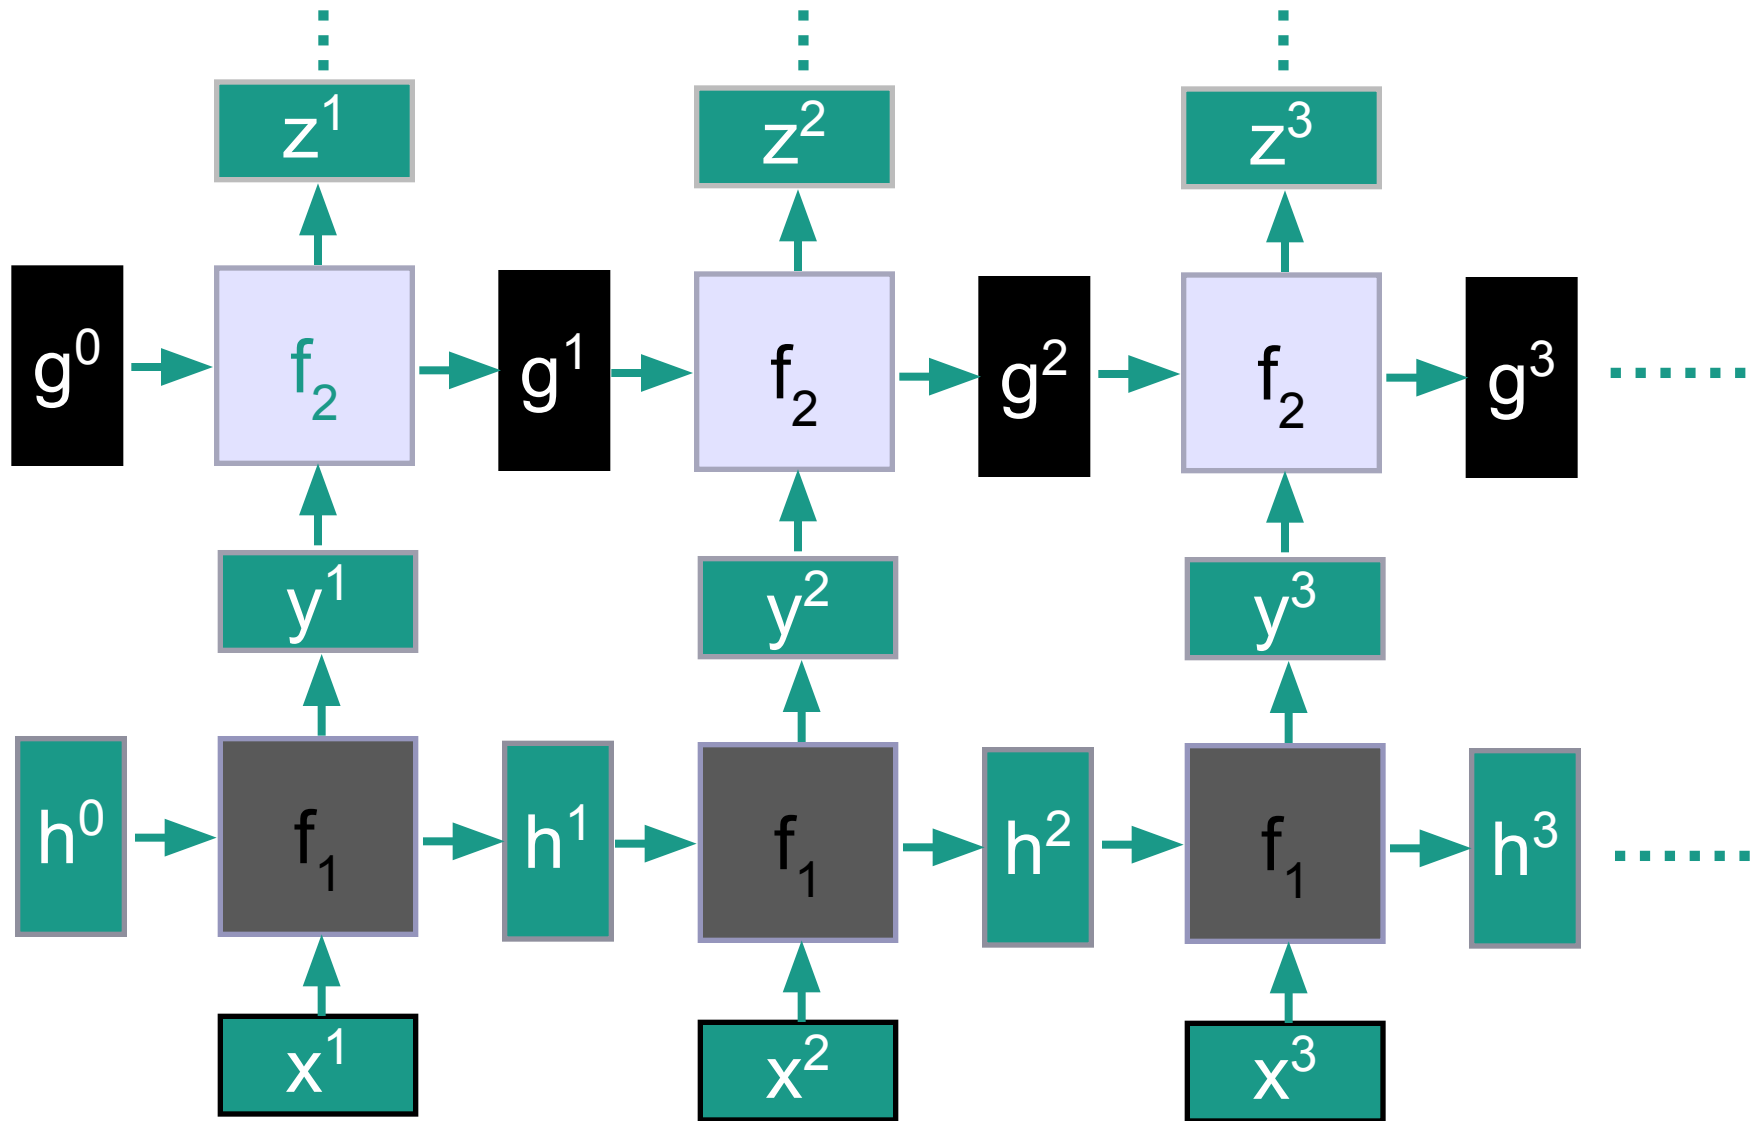 z¹ z² z³
g⁰ f₂ g¹ f₂ g² f₂ g³
y¹ y² y³
h⁰ f₁ h¹ f₁ h² f₁ h³
x¹ x² x³